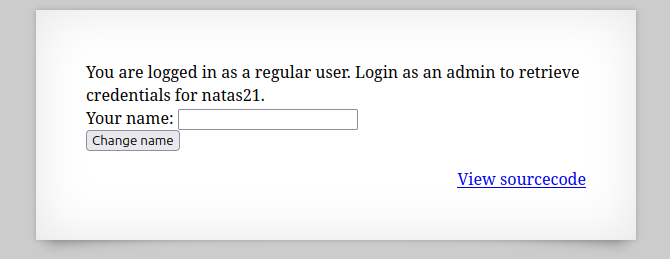 You are logged in as a regular user. Login as an admin to retrieve
credentials for natas21.
Your name:
Change name
View sourcecode